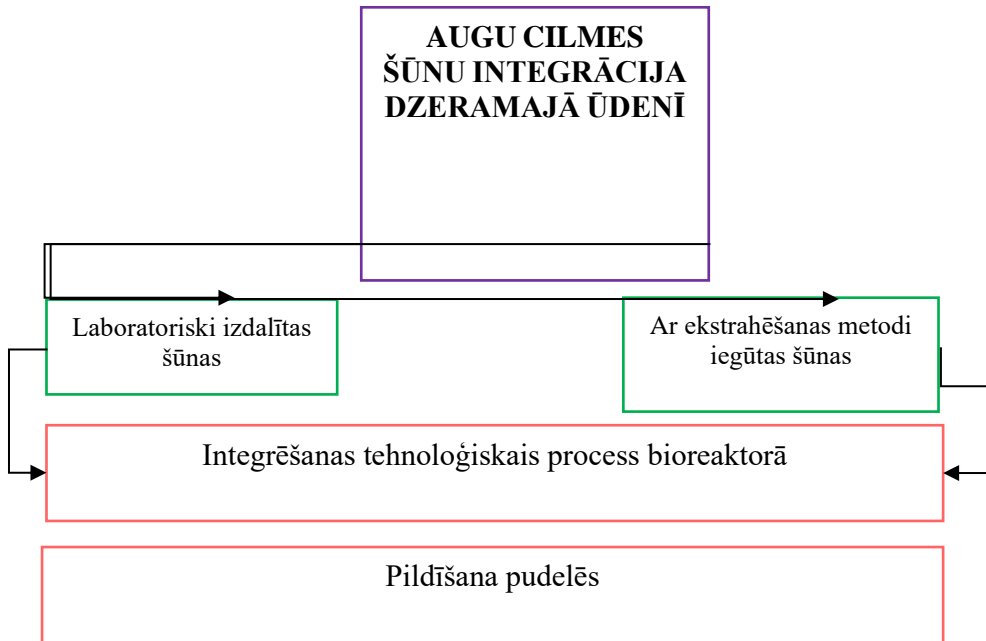 AUGU CILMES
ŠŪNU INTEGRĀCIJA
DZERAMAJĀ ŪDENĪ
Laboratoriski izdalītas
šūnas
Ar ekstrahēšanas metodi
iegūtas šūnas
Integrēšanas tehnoloģiskais process bioreaktorā
Pildīšana pudelēs